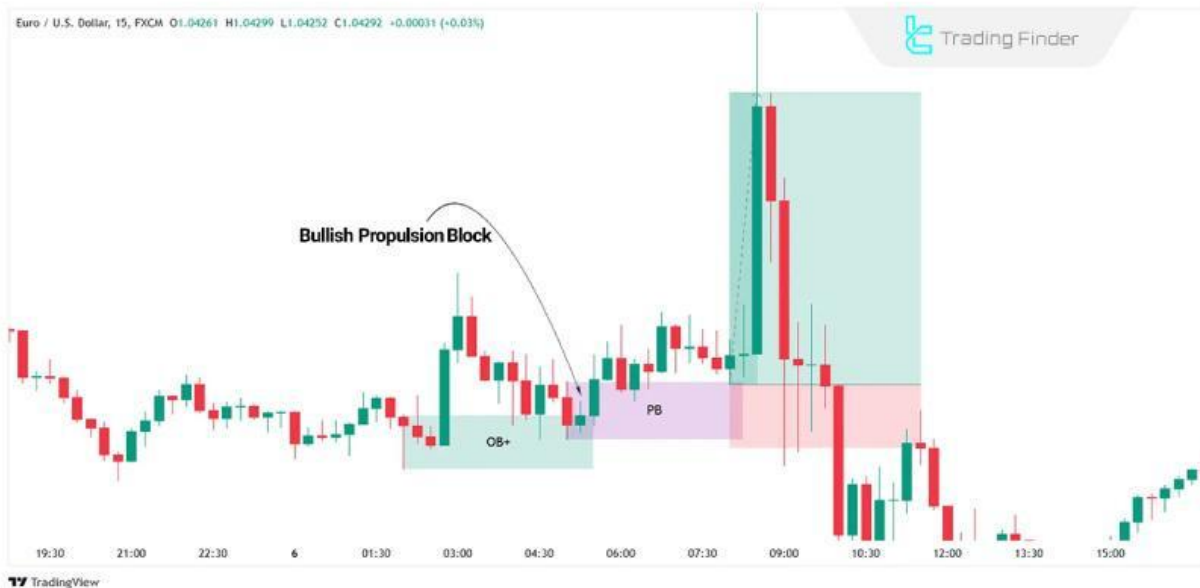 Euro / U.S. Dollar, 15, FXCM O1.04261 H1.04299 L1.04252 C1.04292 +0.00031 (+0.03%)
Trading Finder
Bullish Propulsion Block
PB
OB+
19:30 21:00 22:30 6 01:30 03:00 04:30 06:00 07:30 09:00 10:30 12:00 13:30 15:00
TradingView